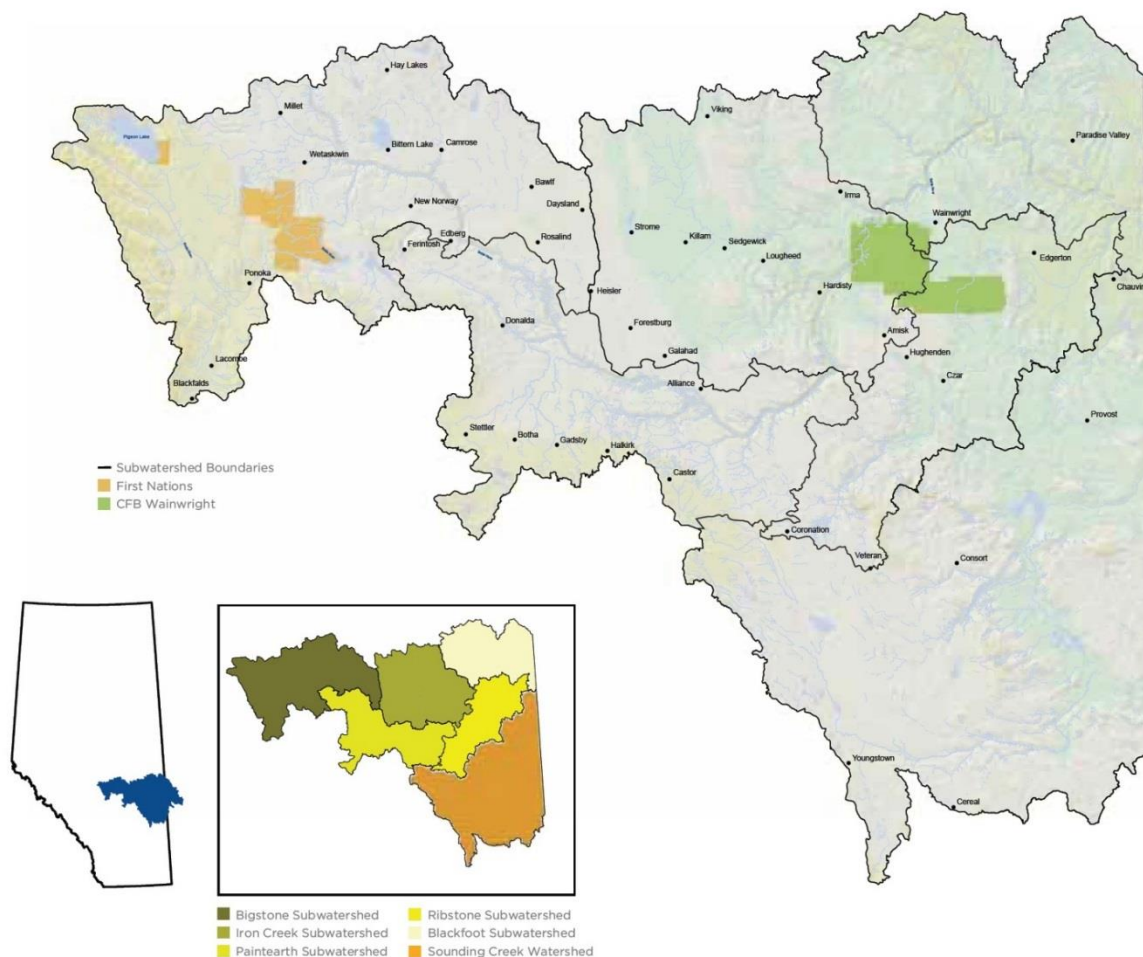 Hay Lakes
Millet
Viking
Pigeon Lake
Bittern Lake
Camrose
Paradise Valley
Wetaskiwin
Bawlf
Irma
New Norway
Daysland
Wainwright
Strome
Killam
Edberg
Rosalind
Sedgewick
Ferintosh
Lougheed
Edgerton
Ponoka
Chauvin
Heisler
Hardisty
Donalda
Forestburg
Amisk
Galahad
Hughenden
Lacombe
Czar
Alliance
Blackfalds
Provost
Stettler
Botha
Gadsby
Halkirk
Subwatershed Boundaries
Castor
First Nations
CFB Wainwright
Coronation
Veteran
Consort
Youngstown
Cereal
Bigstone Subwatershed
Iron Creek Subwatershed
Paintearth Subwatershed
Ribstone Subwatershed
Blackfoot Subwatershed
Sounding Creek Watershed